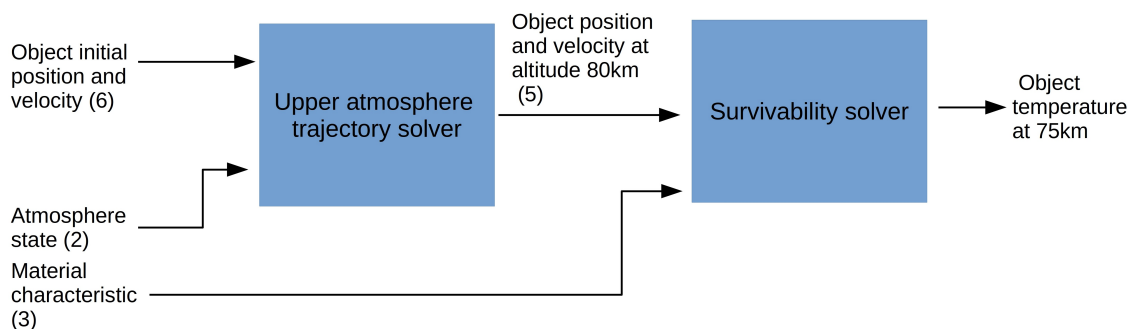 Object initial
position and
velocity (6)
Atmosphere
state (2)
Material
characteristic
(3)
Upper atmosphere
trajectory solver
Object position
and velocity at
altitude 80km
(5)
Survivability solver
Object
temperature
at 75km